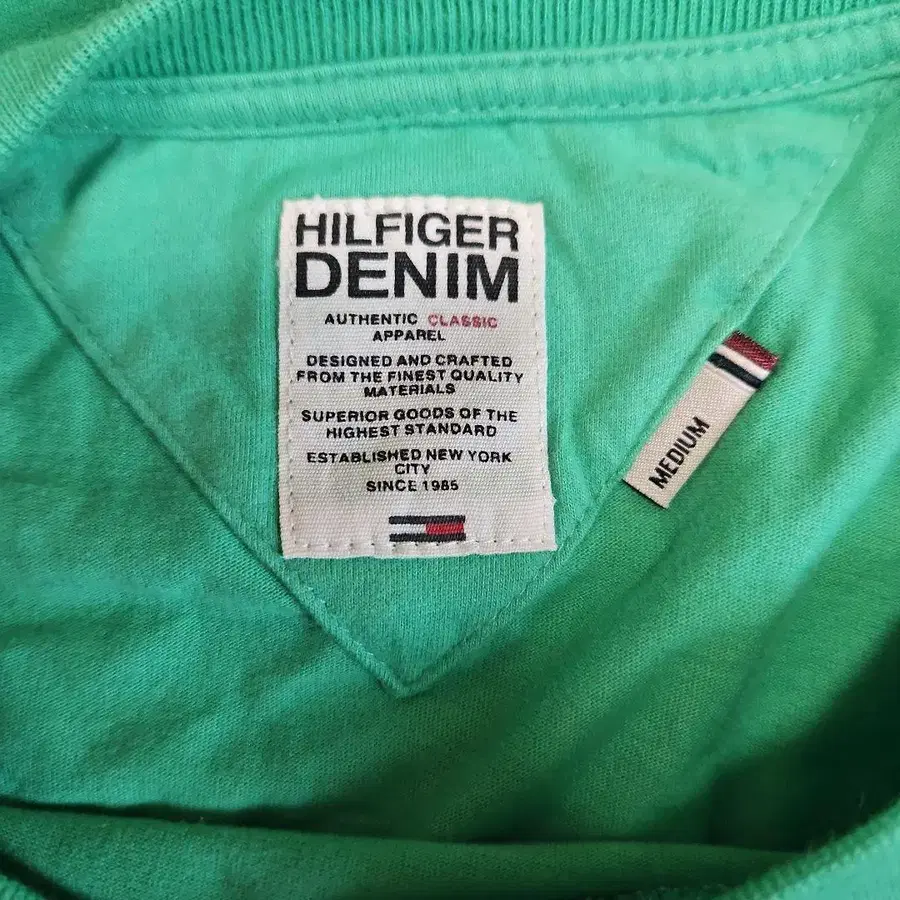 HILFIGER
DENIM
AUTHENTIC CLASSIC
APPAREL
DESIGNED AND CRAFTED
FROM THE FINEST QUALITY
MATERIALS
SUPERIOR GOODS OF THE
HIGHEST STANDARD
ESTABLISHED NEW YORK
CITY
SINCE 1985
MEDIUM